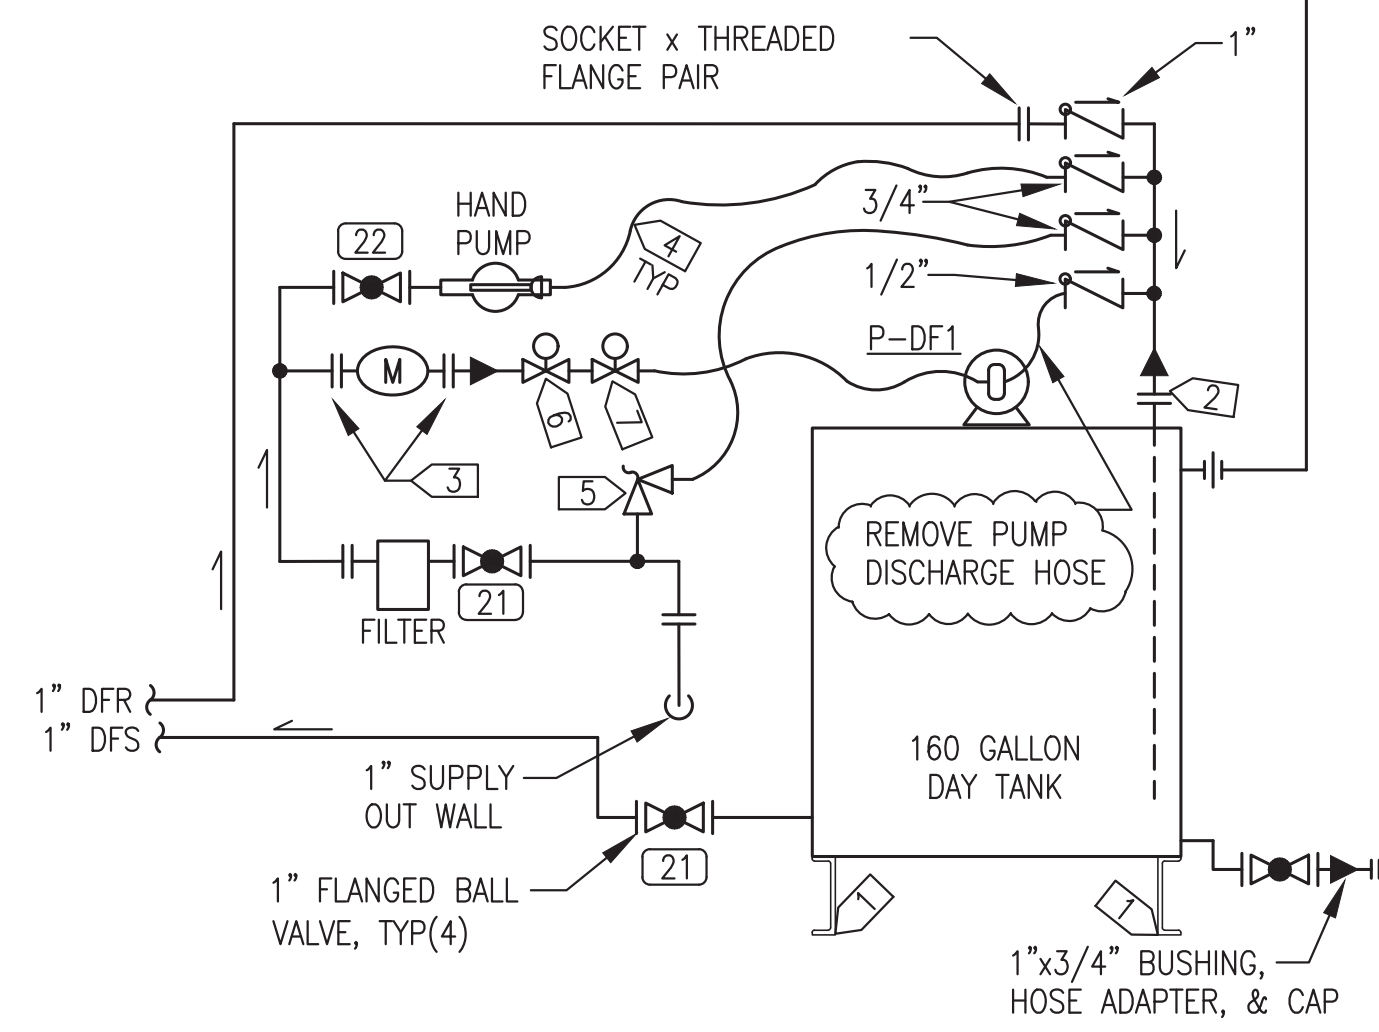 SOCKET x THREADED
FLANGE PAIR
1”
HAND
PUMP
22
3/4”
4
TYP
1/2”
P-DF1
M
6
7
2
3
5
REMOVE PUMP
DISCHARGE HOSE
21
FILTER
1” DFR
1” DFS
1” SUPPLY
OUT WALL
160 GALLON
DAY TANK
21
1” FLANGED BALL
VALVE, TYP(4)
1
1
1”x3/4” BUSHING,
HOSE ADAPTER, & CAP